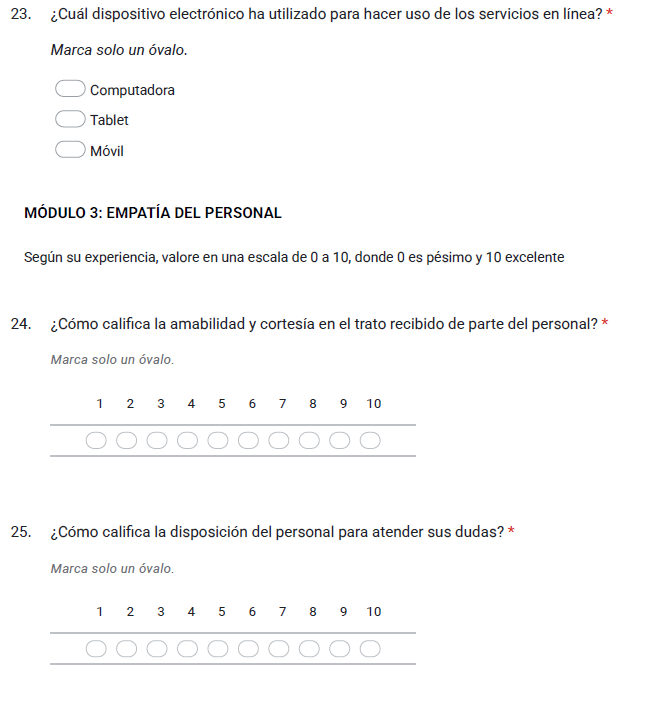 23. ¿Cuál dispositivo electrónico ha utilizado para hacer uso de los servicios en línea? *
Marca solo un óvalo.
Computadora
Tablet
Móvil
MÓDULO 3: EMPATÍA DEL PERSONAL
Según su experiencia, valore en una escala de 0 a 10, donde 0 es pésimo y 10 excelente
24. ¿Cómo califica la amabilidad y cortesía en el trato recibido de parte del personal? *
Marca solo un óvalo.
1 2 3 4 5 6 7 8 9 10
25. ¿Cómo califica la disposición del personal para atender sus dudas? *
Marca solo un óvalo.
1 2 3 4 5 6 7 8 9 10